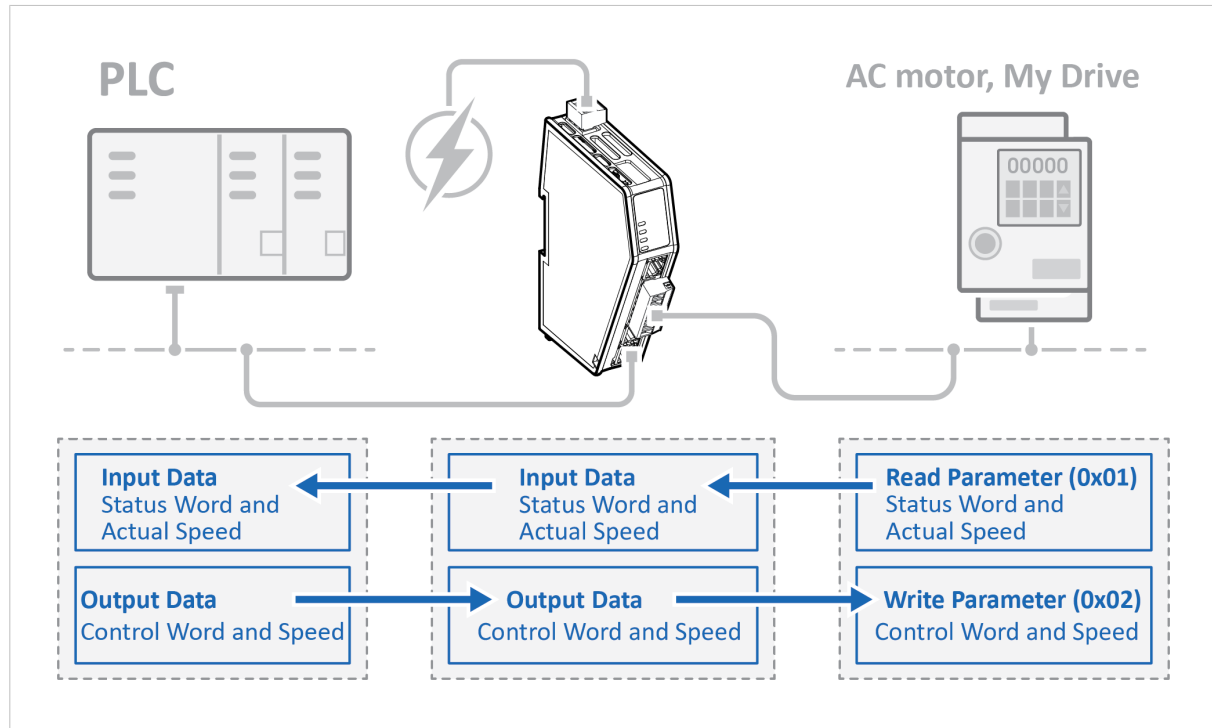 PLC
AC motor, My Drive
00000
Input Data
Status Word and
Actual Speed
Input Data
Status Word and
Actual Speed
Read Parameter (0x01)
Status Word and
Actual Speed
Output Data
Control Word and Speed
Output Data
Control Word and Speed
Write Parameter (0x02)
Control Word and Speed